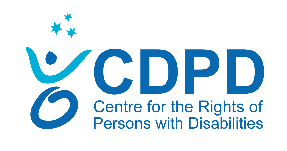 CDPD
Centre for the Rights of
Persons with Disabilities